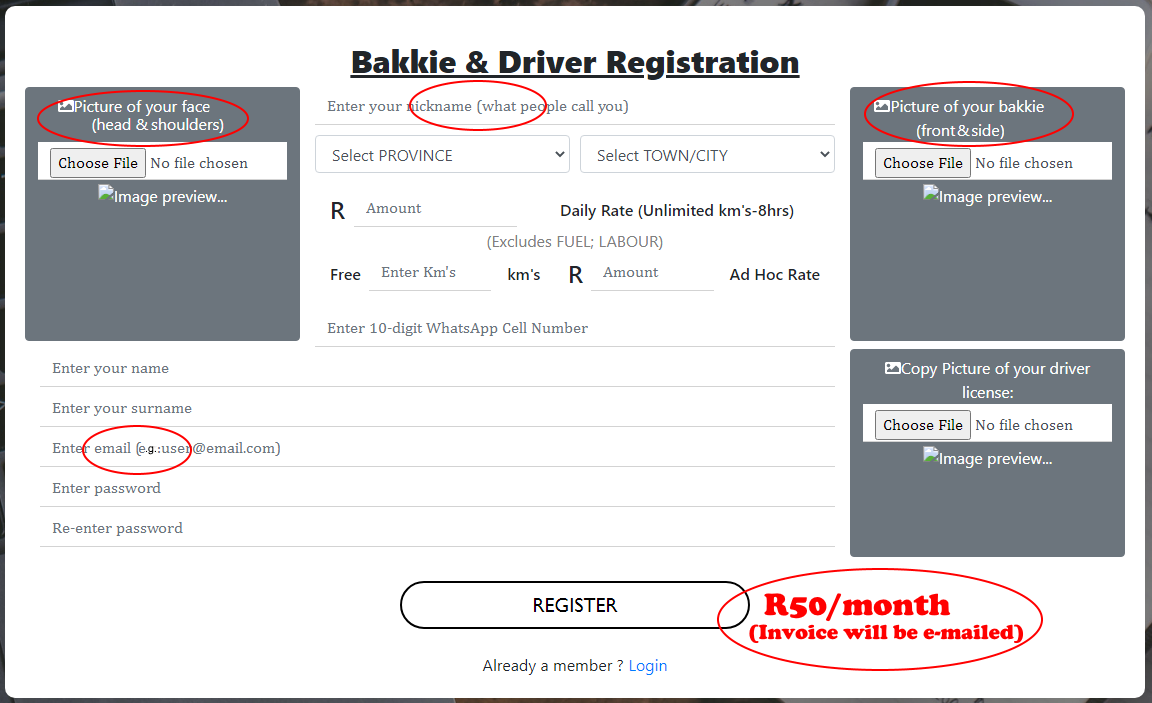 Bakkie & Driver Registration
Picture of your face
(head & shoulders)
Choose File No file chosen
Image preview...
Enter your nickname (what people call you)
Select PROVINCE
Select TOWN/CITY
R Amount Daily Rate (Unlimited km's-8hrs)
(Excludes FUEL; LABOUR)
Free Enter Km's km's R Amount Ad Hoc Rate
Enter 10-digit WhatsApp Cell Number
Picture of your bakkie
(front & side)
Choose File No file chosen
Image preview...
Enter your name
Enter your surname
Enter email (e.g.:user@email.com)
Enter password
Re-enter password
Copy Picture of your driver
license:
Choose File No file chosen
Image preview...
REGISTER
R50/month
(Invoice will be e-mailed)
Already a member ? Login